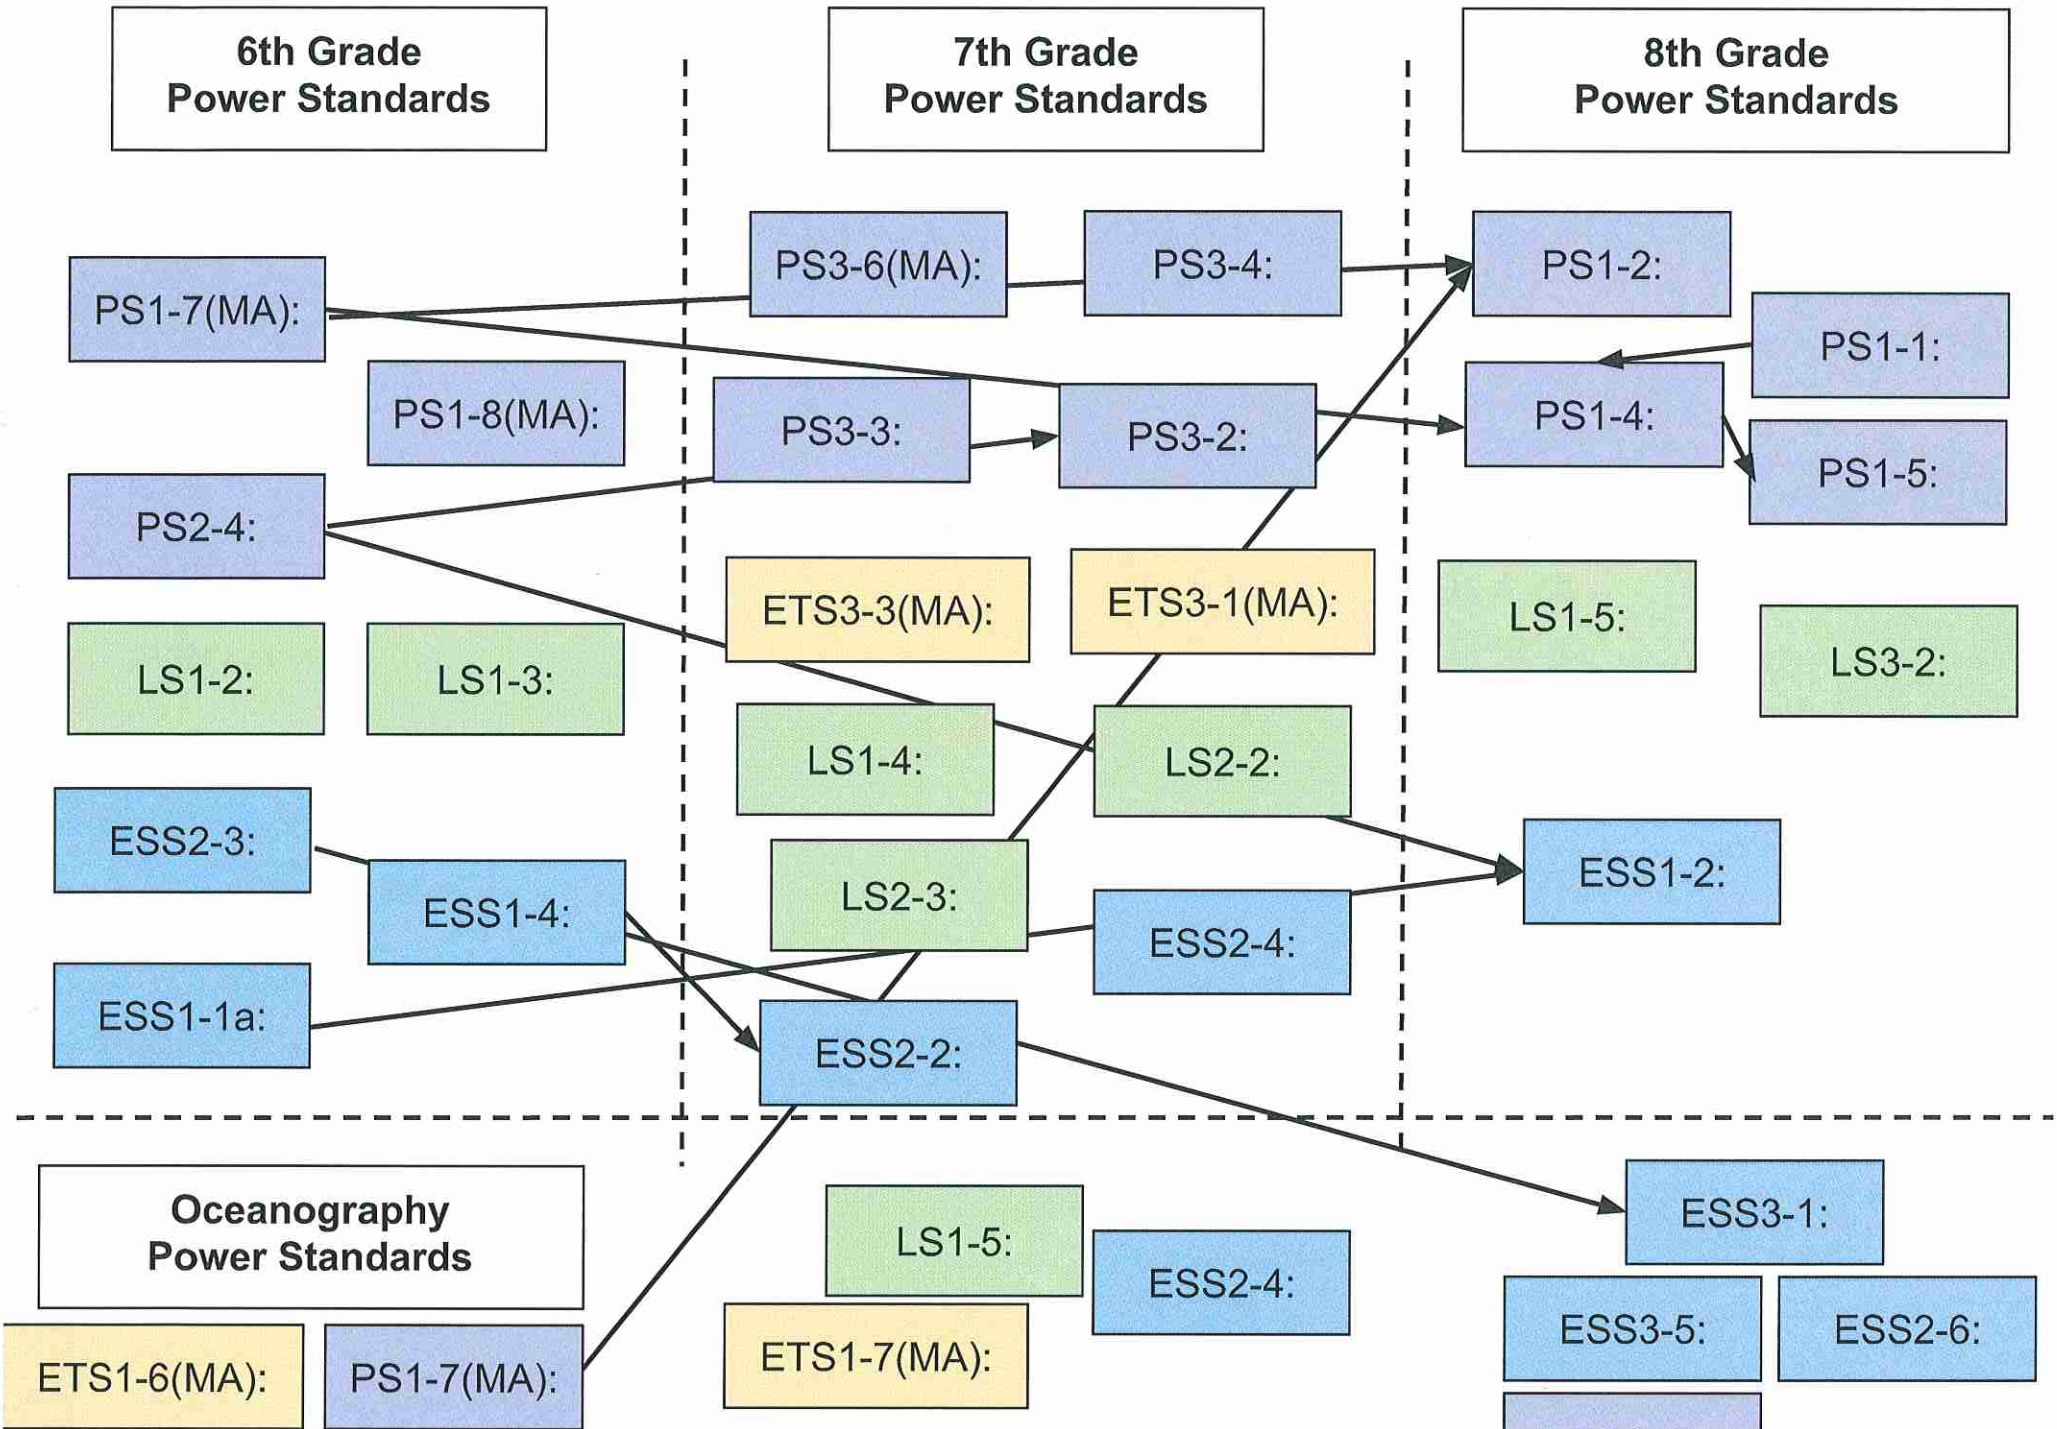 6th Grade
Power Standards
7th Grade
Power Standards
8th Grade
Power Standards
PS1-7(MA):
PS1-8(MA):
PS2-4:
LS1-2:
LS1-3:
ESS2-3:
ESS1-4:
ESS1-1a:
PS3-6(MA):
PS3-4:
PS3-3:
PS3-2:
ETS3-3(MA):
ETS3-1(MA):
LS1-4:
LS2-2:
LS2-3:
ESS2-4:
ESS2-2:
PS1-2:
PS1-1:
PS1-4:
PS1-5:
LS1-5:
LS3-2:
ESS1-2:
Oceanography
Power Standards
ETS1-6(MA):
PS1-7(MA):
LS1-5:
ESS2-4:
ETS1-7(MA):
ESS3-1:
ESS3-5:
ESS2-6: